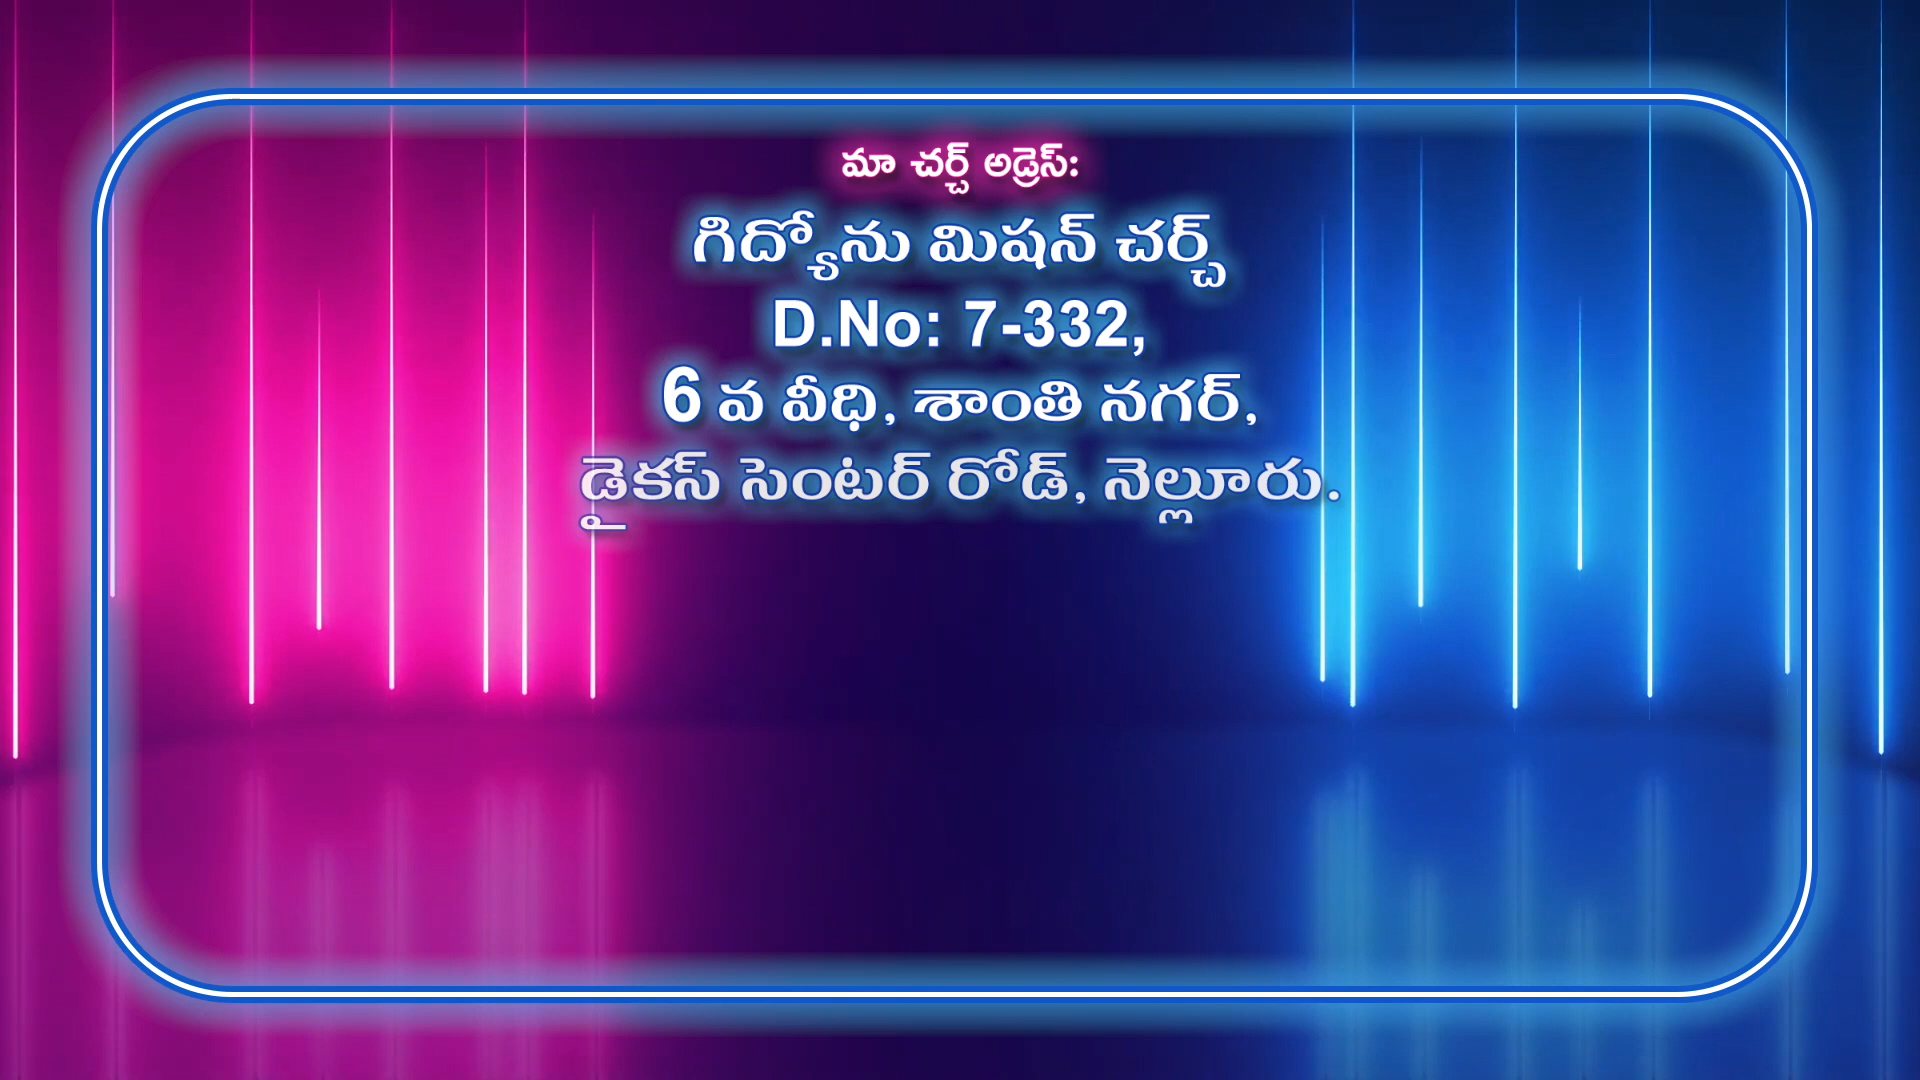 మా చర్చ్ అడ్రెస్:
గిద్యోను మిషన్ చర్చ్
D.No: 7-332,
6 వ వీధి, శాంతి నగర్,
డైకస్ సెంటర్ రోడ్, నెల్లూరు.